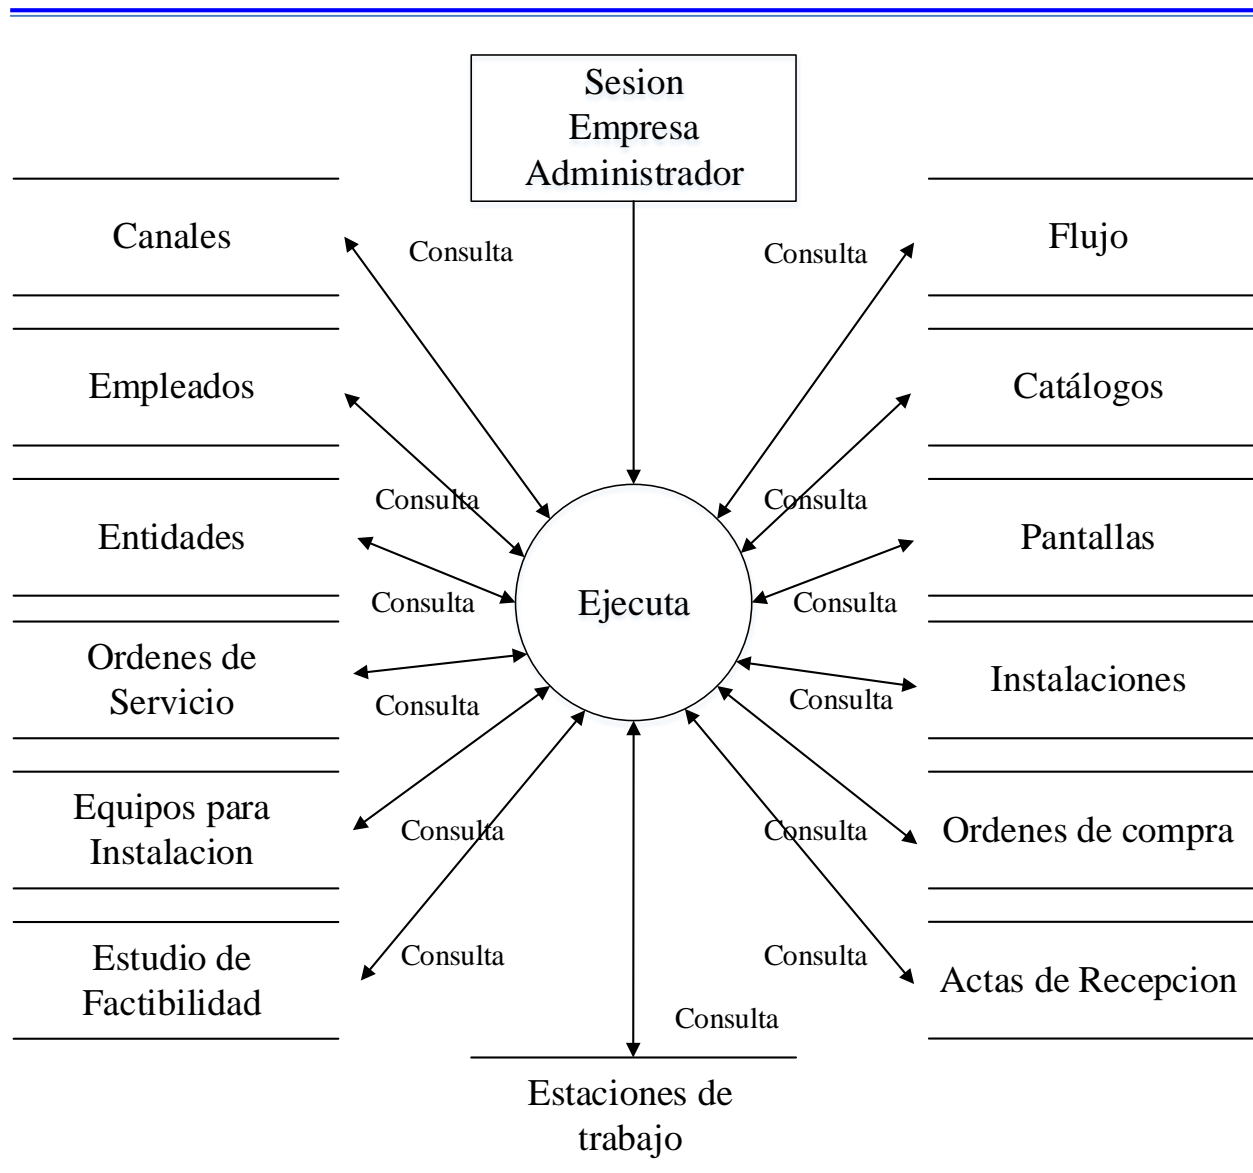 Sesion
Empresa
Administrador
Canales
Consulta
Consulta
Flujo
Empleados
Catálogos
Consulta
Consulta
Entidades
Pantallas
Consulta
Ejecuta
Consulta
Ordenes de
Servicio
Consulta
Consulta
Instalaciones
Equipos para
Instalacion
Consulta
Consulta
Ordenes de compra
Estudio de
Factibilidad
Consulta
Consulta
Actas de Recepcion
Consulta
Estaciones de
trabajo